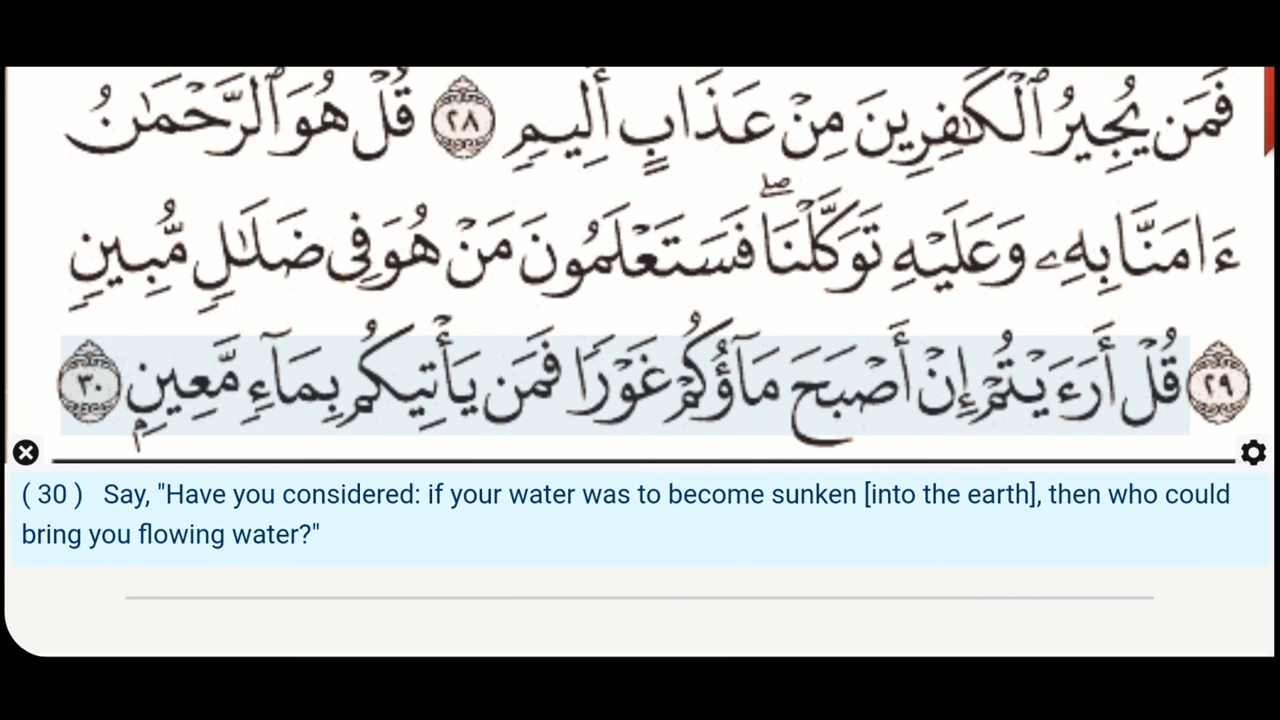 فَمَن يُجِيرُ ٱلْكَٰفِرِينَ مِنْ عَذَابٍ أَلِيمٍ ٢٨ قُلْ هُوَ ٱلرَّحْمَٰنُ
ءَامَنَّا بِهِۦ وَعَلَيْهِ تَوَكَّلْنَا ۖ فَسَتَعْلَمُونَ مَنْ هُوَ فِى ضَلَٰلٍ مُّبِينٍ
٢٩ قُلْ أَرَءَيْتُمْ إِنْ أَصْبَحَ مَآؤُكُمْ غَوْرًا فَمَن يَأْتِيكُم بِمَآءٍ مَّعِينٍۭ ٣٠
( 30 ) Say, "Have you considered: if your water was to become sunken [into the earth], then who could
bring you flowing water?"